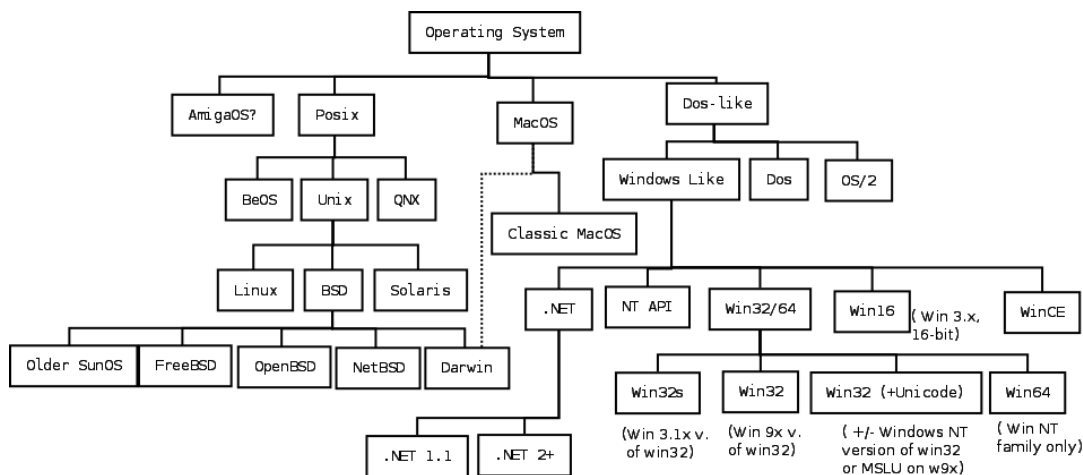 Operating System
AmigaOS?
Posix
MacOS
Dos-like
BeOS
Unix
QNX
Windows Like
Dos
OS/2
Classic MacOS
Linux
BSD
Solaris
.NET
NT API
Win32/64
Win16
( Win 3.x,
16-bit)
WinCE
Older SunOS
FreeBSD
OpenBSD
NetBSD
Darwin
Win32s
Win32
Win32 (+Unicode)
Win64
(Win 3.1x v.
of win32)
(Win 9x v.
of win32)
( +/- Windows NT
version of win32
or MSLU on w9x)
( Win NT
family only)
.NET 1.1
.NET 2+